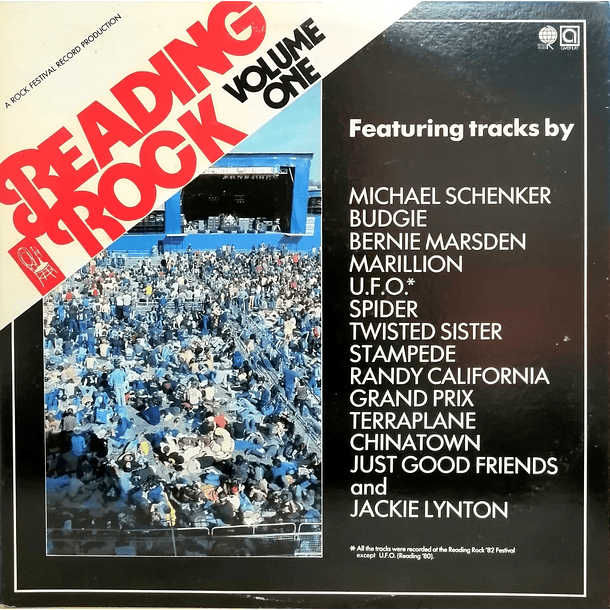 A ROCK FESTIVAL RECORD PRODUCTION
READING
ROCK
VOLUME
ONE
Featuring tracks by
MICHAEL SCHENKER
BUDGIE
BERNIE MARSDEN
MARILLION
U.F.O.*
SPIDER
TWISTED SISTER
STAMPEDE
RANDY CALIFORNIA
GRAND PRIX
TERRAPLANE
CHINATOWN
JUST GOOD FRIENDS
and
JACKIE LYNTON
* All the tracks were recorded at the Reading Rock '82 Festival
except U.F.O. (Reading '80).